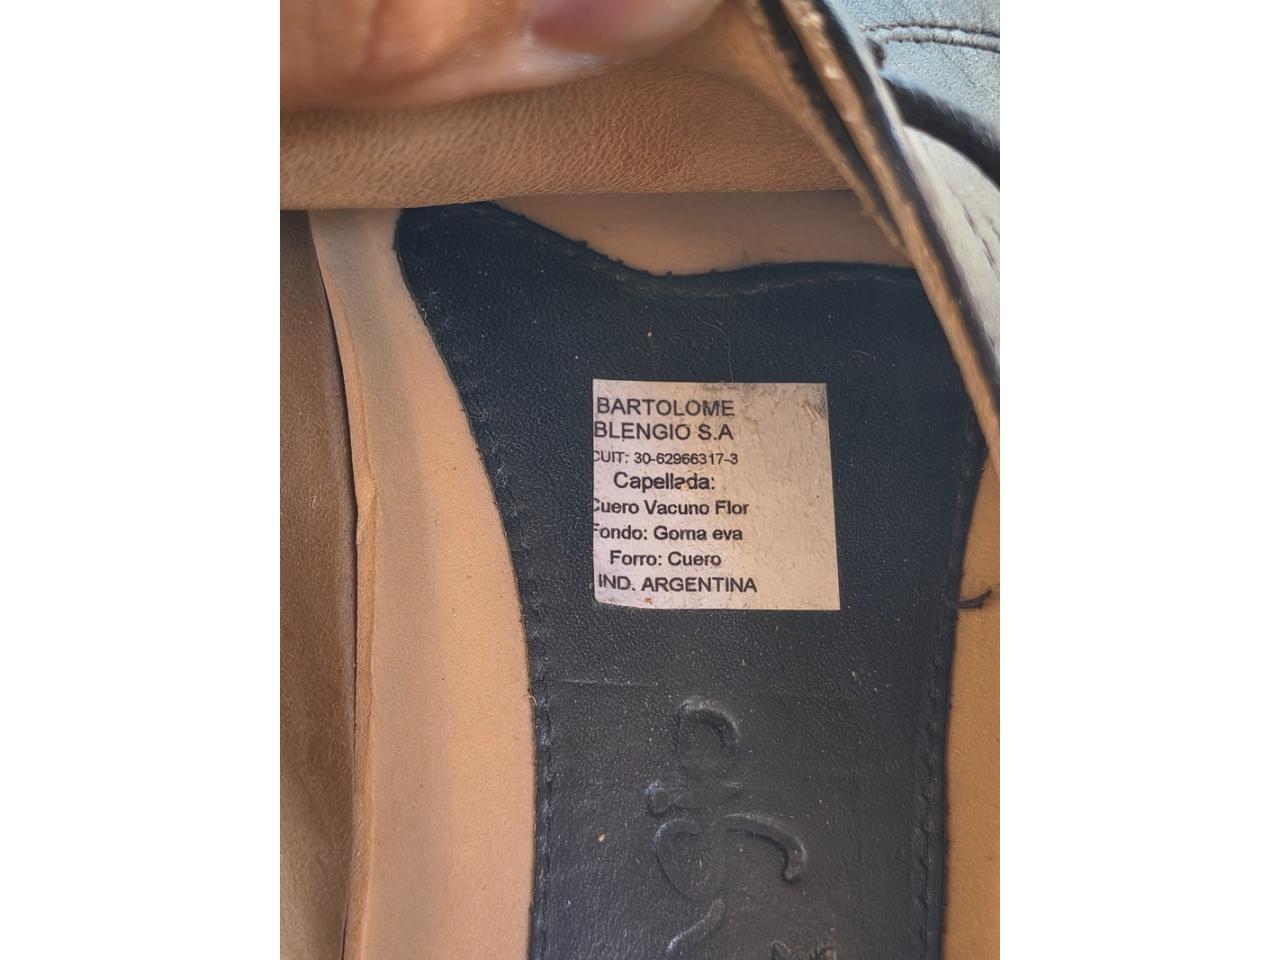 BARTOLOME
BLENGIO S.A
CUIT: 30-62966317-3
Capellada:
Cuero Vacuno Flor
Fondo: Goma eva
Forro: Cuero
IND. ARGENTINA